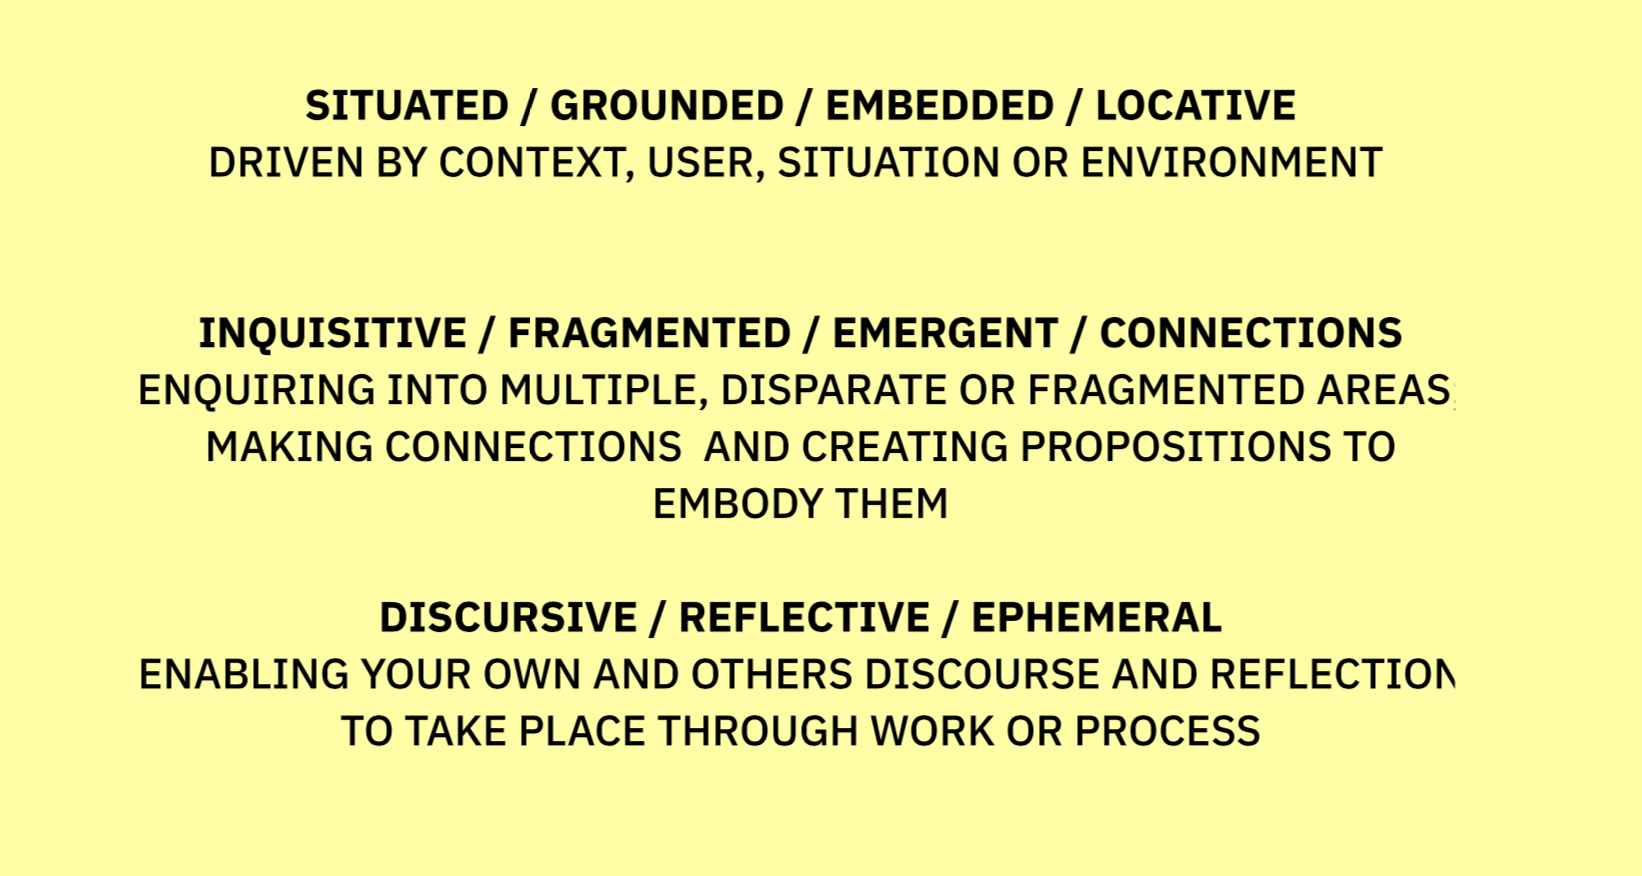 SITUATED / GROUNDED / EMBEDDED / LOCATIVE
DRIVEN BY CONTEXT, USER, SITUATION OR ENVIRONMENT
INQUISITIVE / FRAGMENTED / EMERGENT / CONNECTIONS
ENQUIRING INTO MULTIPLE, DISPARATE OR FRAGMENTED AREAS;
MAKING CONNECTIONS  AND CREATING PROPOSITIONS TO
EMBODY THEM
DISCURSIVE / REFLECTIVE / EPHEMERAL
ENABLING YOUR OWN AND OTHERS DISCOURSE AND REFLECTION
TO TAKE PLACE THROUGH WORK OR PROCESS